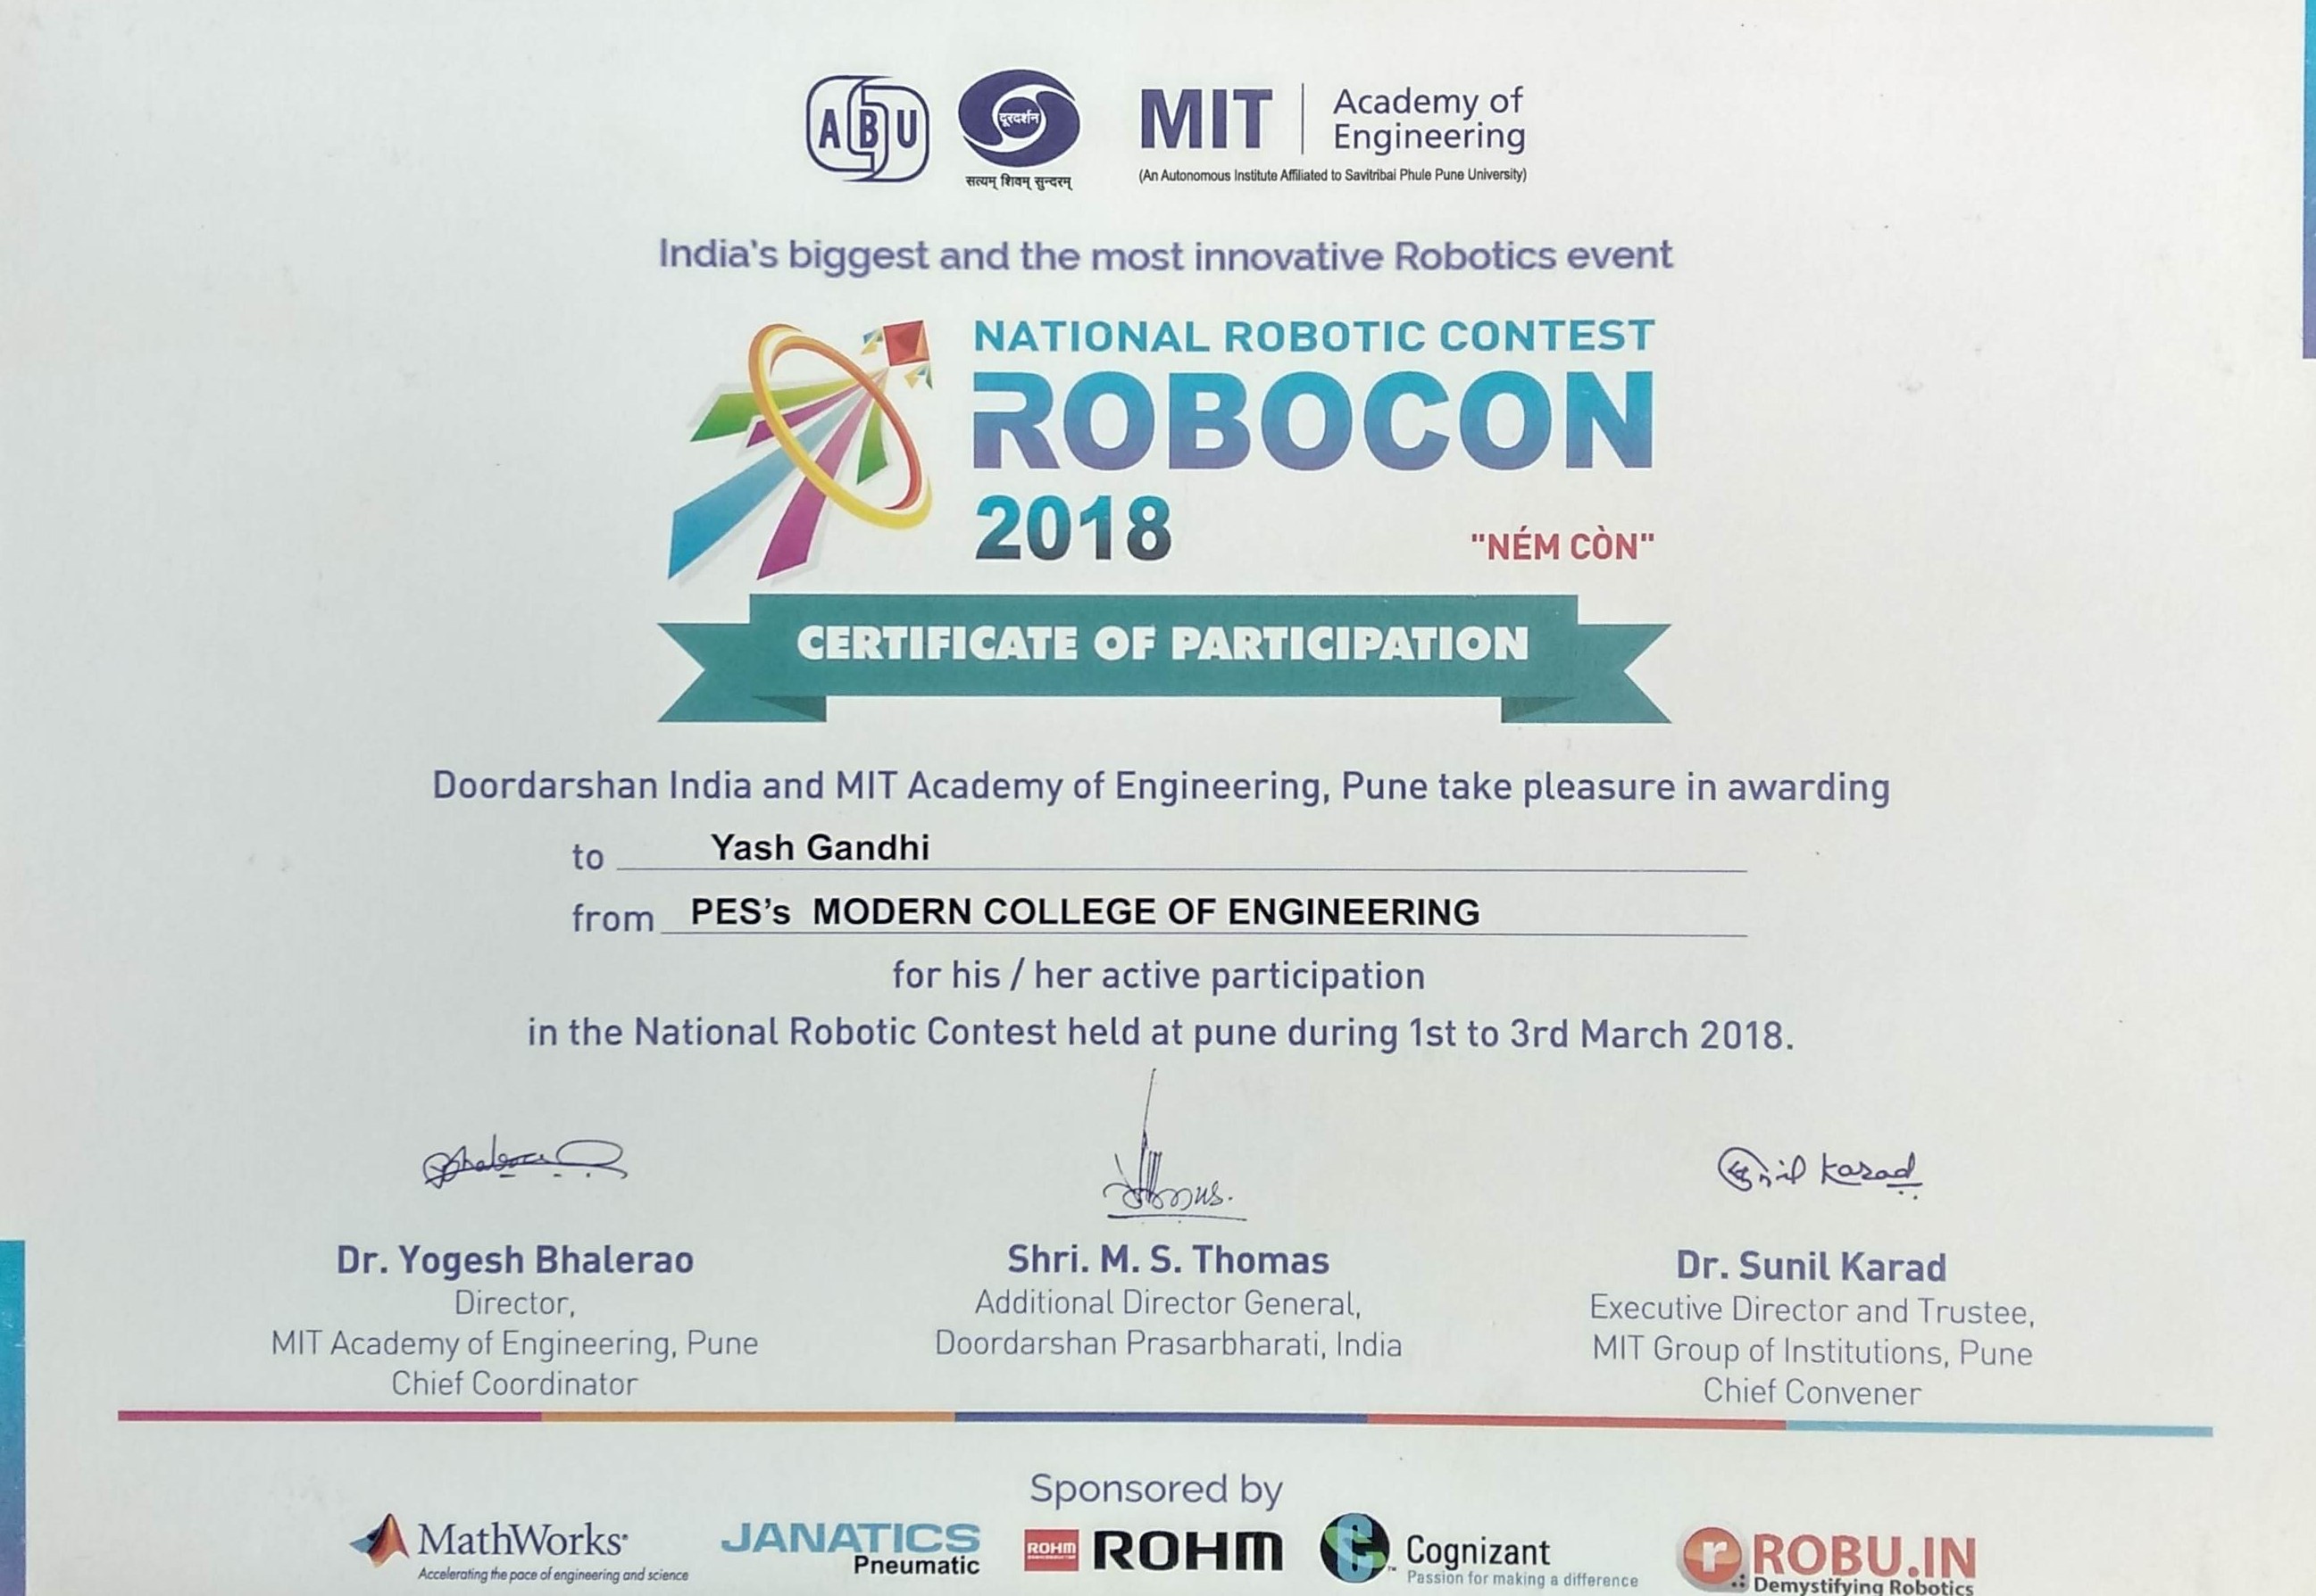 ABU
दूरदर्शन
सत्यम् शिवम् सुन्दरम्
MIT
Academy of
Engineering
(An Autonomous Institute Affiliated to Savitribai Phule Pune University)
India's biggest and the most innovative Robotics event
NATIONAL ROBOTIC CONTEST
ROBOCON
2018
"NÉM CÒN"
CERTIFICATE OF PARTICIPATION
Doordarshan India and MIT Academy of Engineering, Pune take pleasure in awarding
to Yash Gandhi
from PES's MODERN COLLEGE OF ENGINEERING
for his / her active participation
in the National Robotic Contest held at pune during 1st to 3rd March 2018.
Sunil Karad
Dr. Yogesh Bhalerao
Director,
MIT Academy of Engineering, Pune
Chief Coordinator
Shri. M. S. Thomas
Additional Director General,
Doordarshan Prasarbharati, India
Dr. Sunil Karad
Executive Director and Trustee,
MIT Group of Institutions, Pune
Chief Convener
Sponsored by
MathWorks
Accelerating the pace of engineering and science
JANATICS
Pneumatic
ROHM
ROHM
Cognizant
Passion for making a difference
r ROBU.IN
Demystifying Robotics